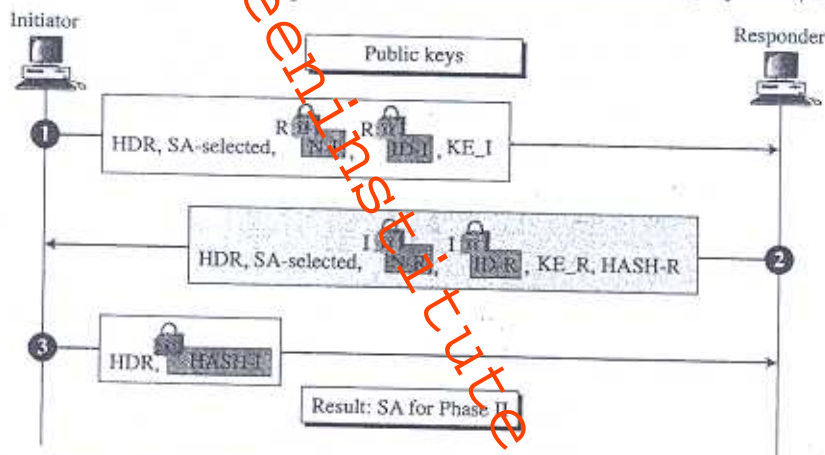 Initiator
Responder
Public keys
1
R R
HDR, SA-selected, N-I, ID-I, KE_I
I I
HDR, SA-selected, N-R, ID-R, KE_R, HASH-R
2
3
HDR, HASH-I
Result: SA for Phase II
eeninstitute